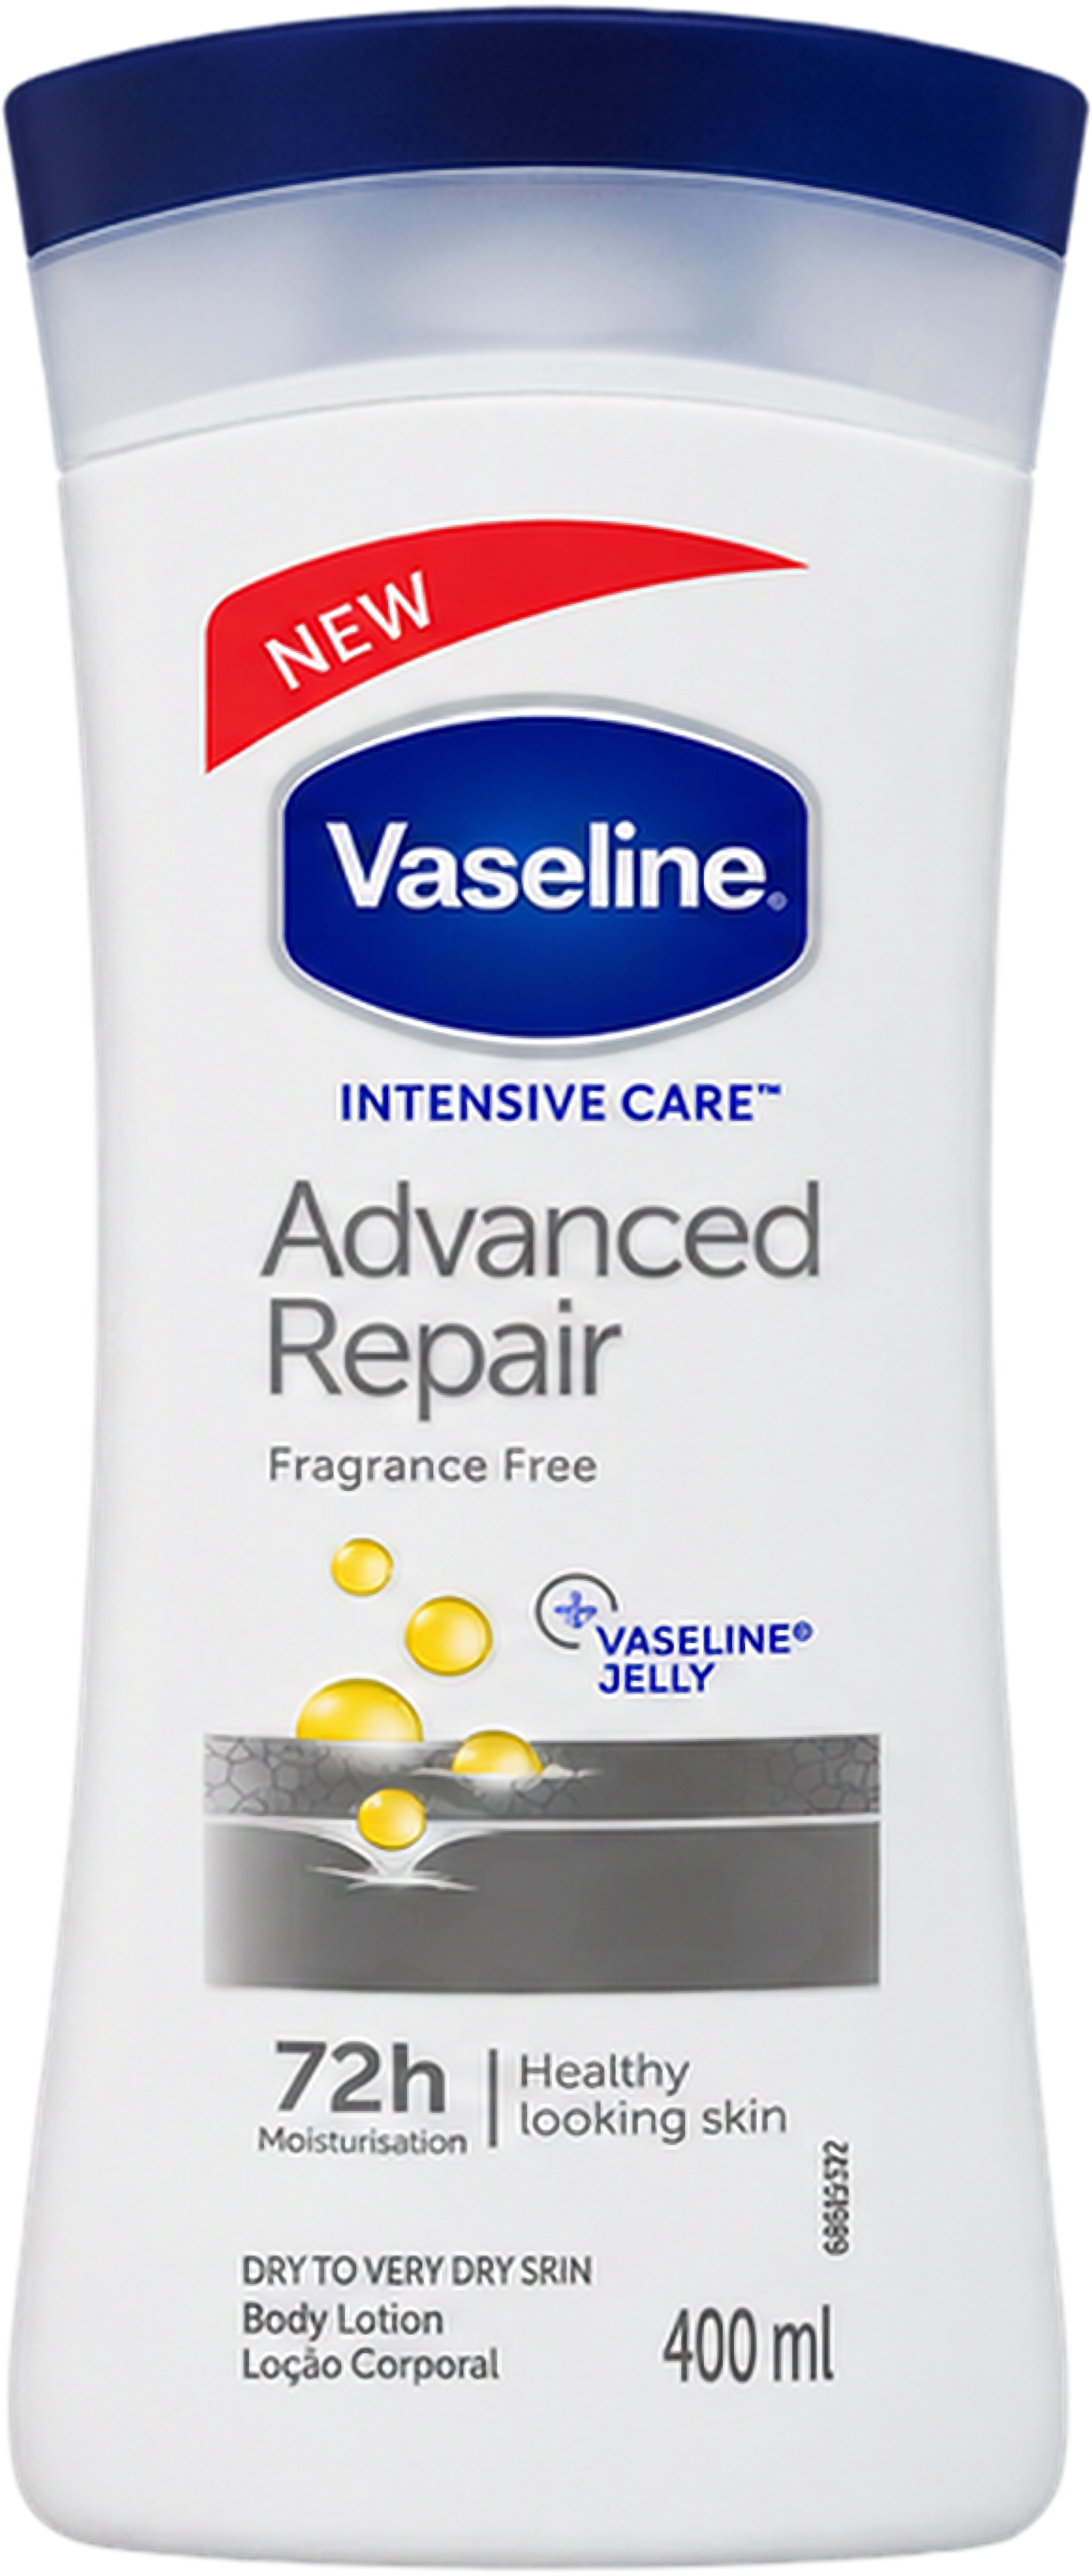 NEW
Vaseline®
INTENSIVE CARE™
Advanced
Repair
Fragrance Free
VASELINE®
JELLY
72h
Moisturisation
Healthy
looking skin
DRY TO VERY DRY SRIN
Body Lotion
Loção Corporal
400 ml